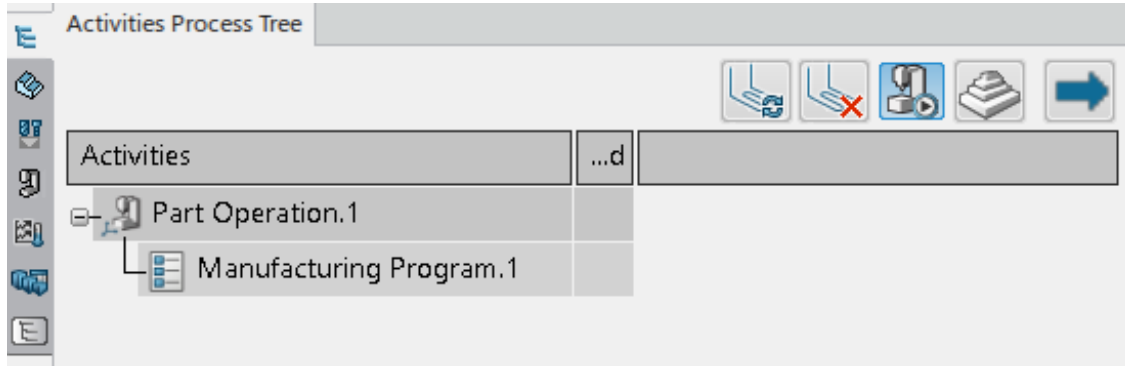 Activities Process Tree
Activities ...d
Part Operation.1
Manufacturing Program.1